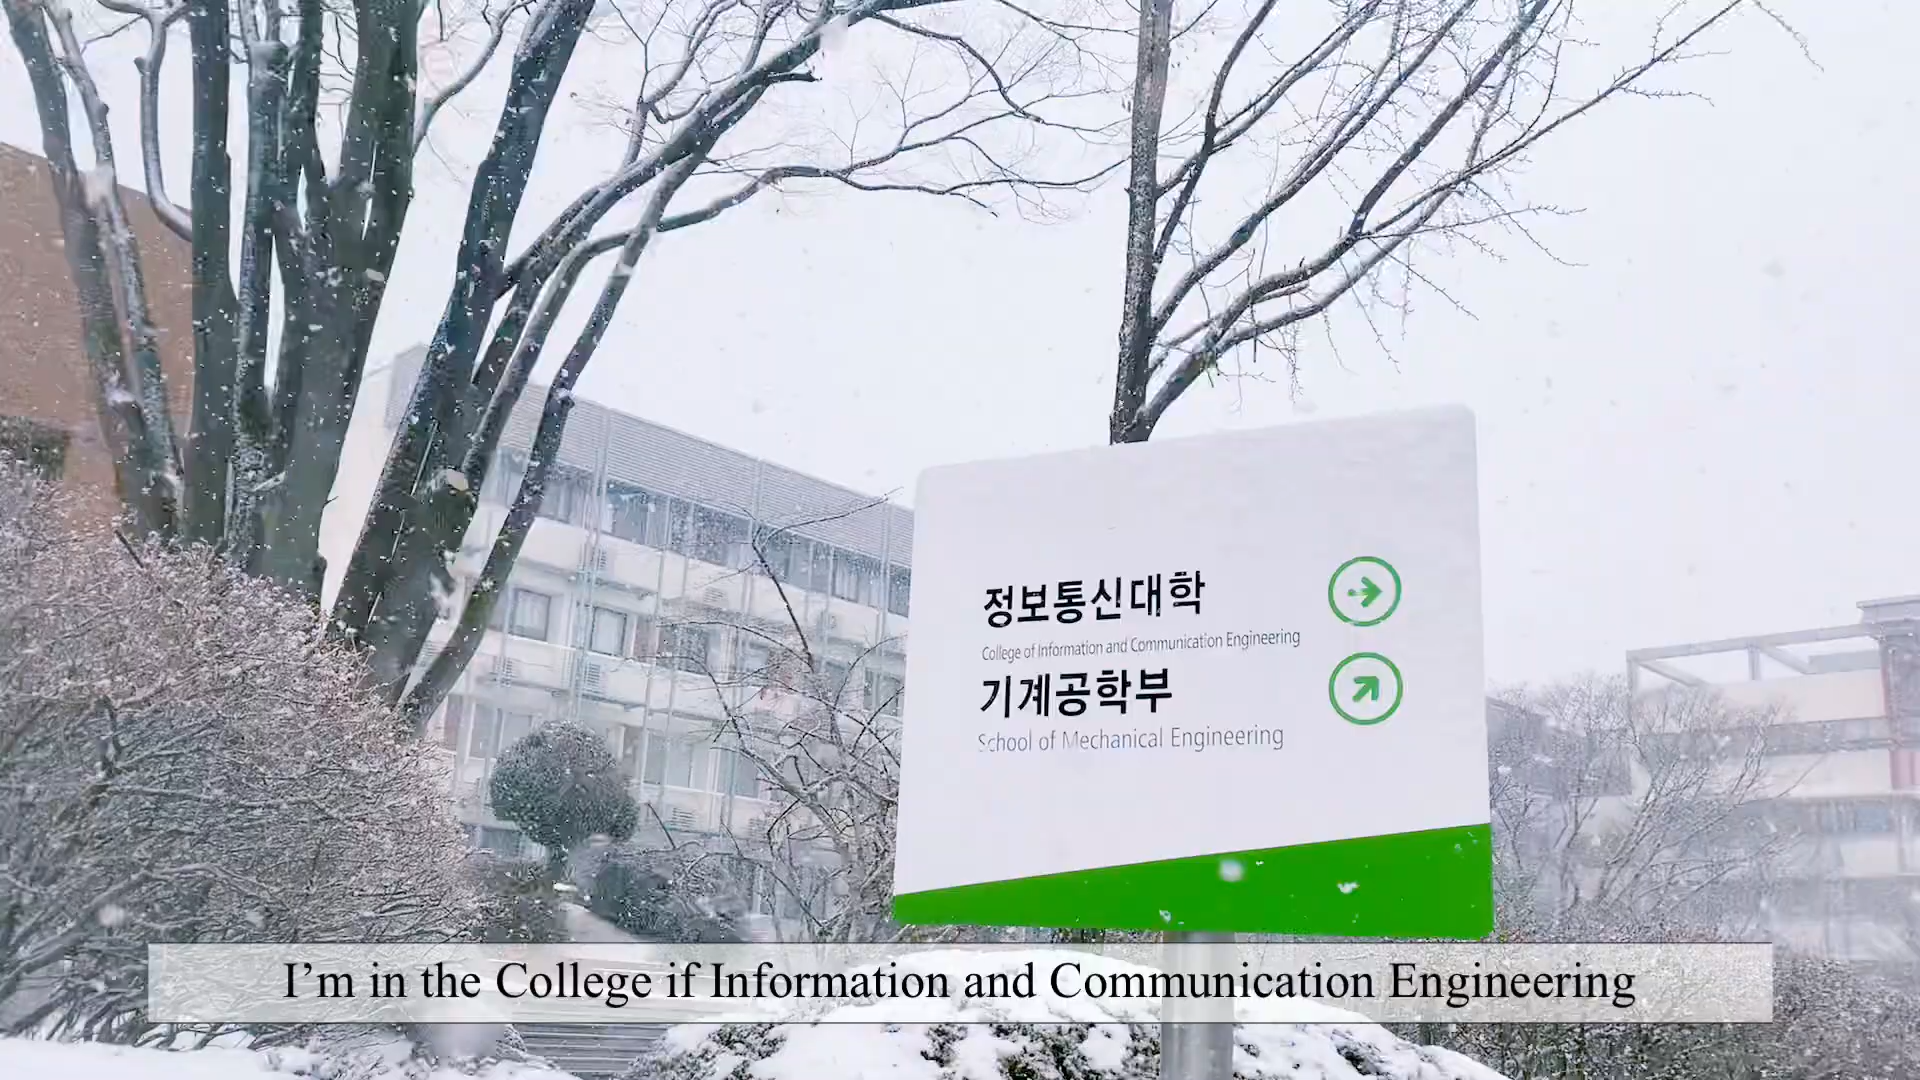 정보통신대학
College of Information and Communication Engineering
기계공학부
School of Mechanical Engineering
I’m in the College if Information and Communication Engineering